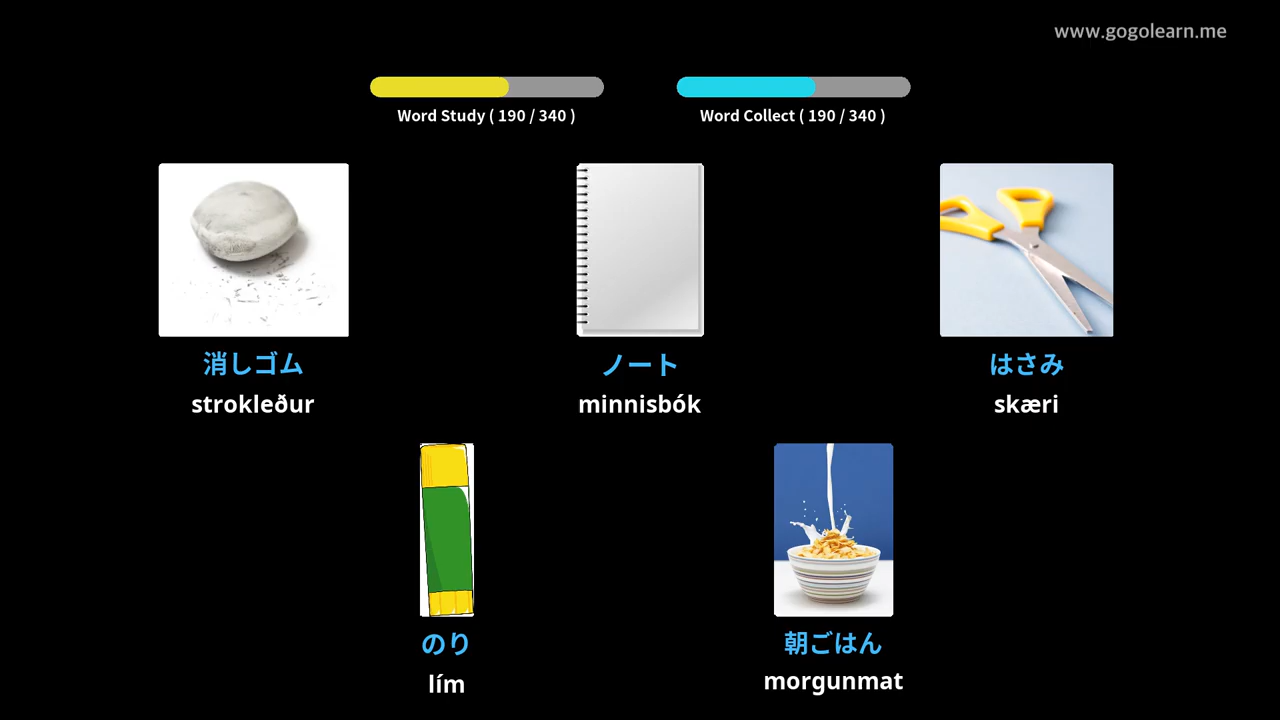 www.gogolearn.me
Word Study ( 190 / 340 )
Word Collect ( 190 / 340 )
消しゴム
strokleður
ノート
minnisbók
はさみ
skæri
のり
lím
朝ごはん
morgunmat